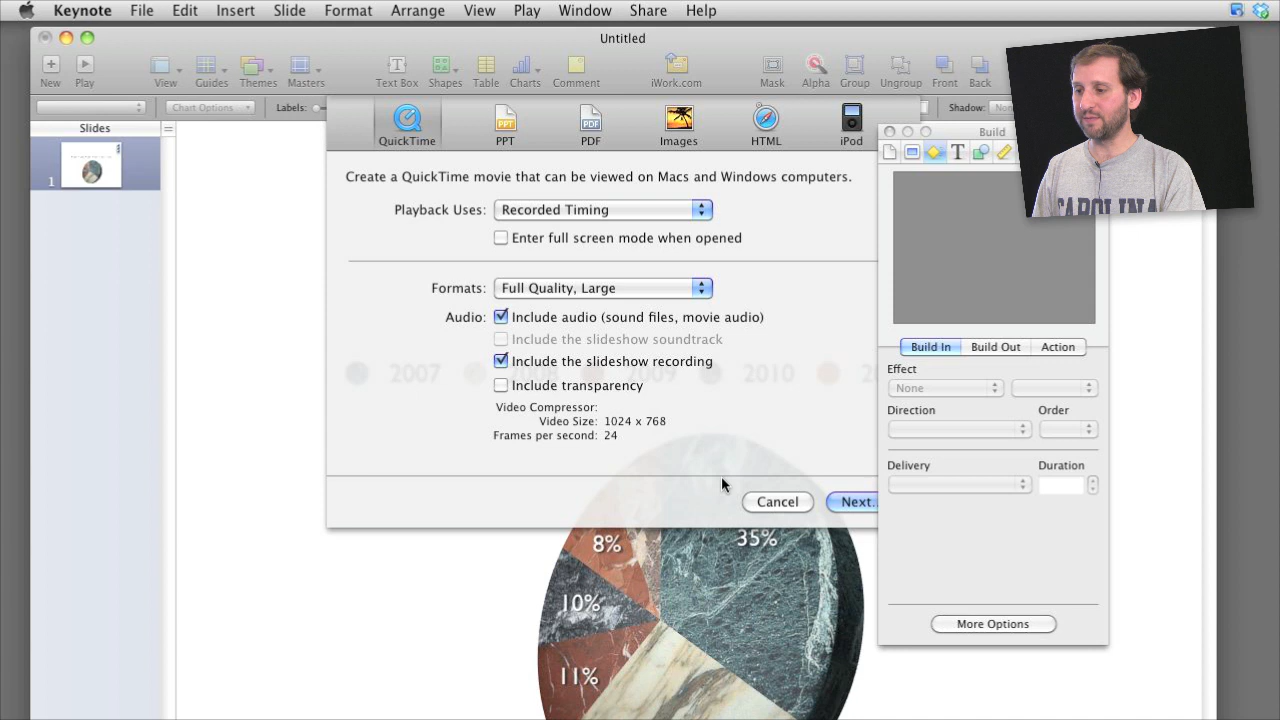 Keynote File Edit Insert Slide Format Arrange View Play Window Share Help
Untitled
New Play View Guides Themes Masters Text Box Shapes Table Charts Comment iWork.com Mask Alpha Group Ungroup Front Back
Chart Options Labels: Shadow:
Slides
1
QuickTime PPT PDF Images HTML iPod
Create a QuickTime movie that can be viewed on Macs and Windows computers.
Playback Uses: Recorded Timing
Enter full screen mode when opened
Formats: Full Quality, Large
Audio: Include audio (sound files, movie audio)
Include the slideshow soundtrack
Include the slideshow recording
Include transparency
Video Compressor:
Video Size: 1024 x 768
Frames per second: 24
Cancel Next...
2007 2008 2009 2010
35%
8%
10%
11%
Build
Build In Build Out Action
Effect
None
Direction Order
Delivery Duration
More Options
CAROLINA